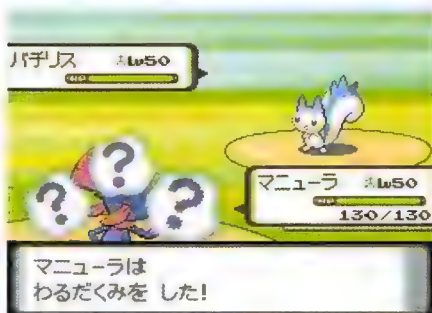 パチリス ♂Lv50
? ? ?
マニューラ ♂Lv50
130/130
マニューラは
わるだくみを した!